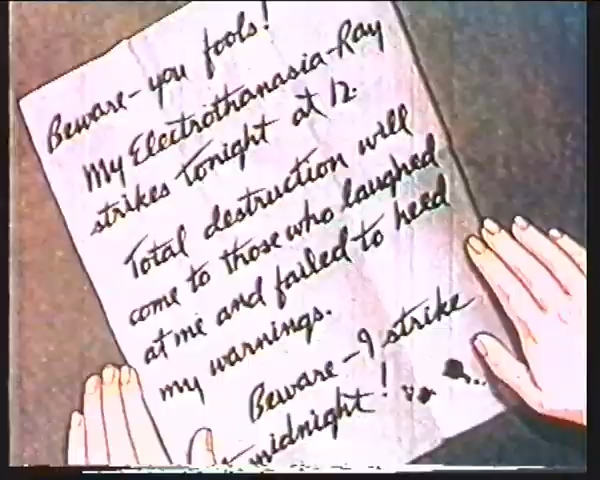 Beware - you fools!
My Electrothanasia-Ray
strikes tonight at 12.
Total destruction will
come to those who laughed
at me and failed to heed
my warnings.
Beware - I strike
at midnight!